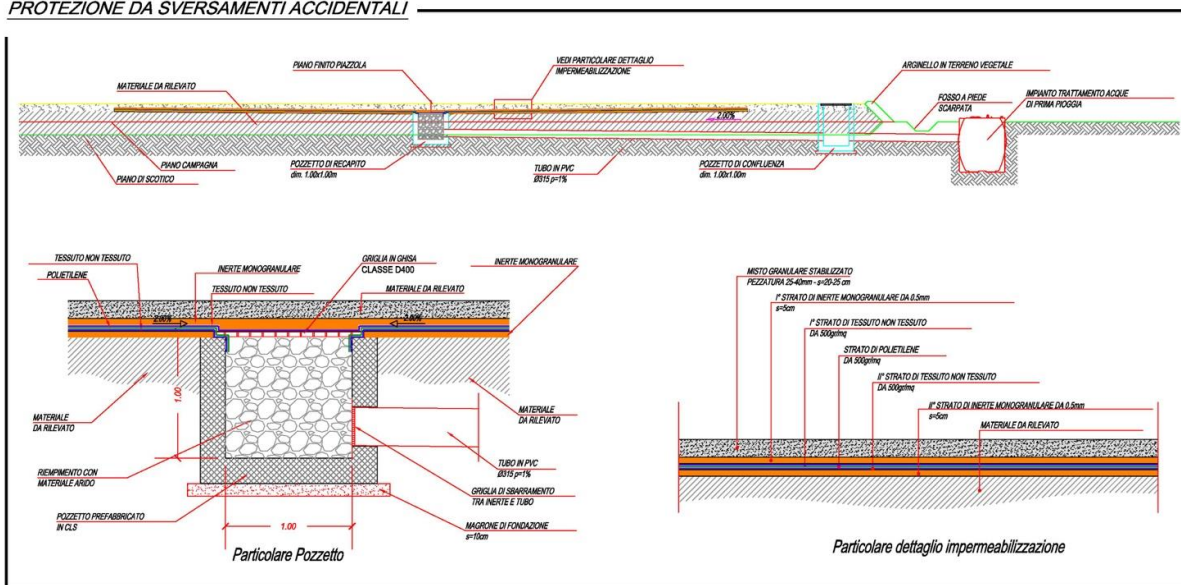 PROTEZIONE DA SVERSAMENTI ACCIDENTALI
PIANO FINITO PIAZZOLA
VEDI PARTICOLARE DETTAGLIO
IMPERMEABILIZZAZIONE
ARGINELLO IN TERRENO VEGETALE
MATERIALE DA RILEVATO
FOSSO A PIEDE
SCARPATA
IMPIANTO TRATTAMENTO ACQUE
DI PRIMA PIOGGIA
2.00%
PIANO CAMPAGNA
POZZETTO DI RECAPITO
dim. 1.00x1.00m
TUBO IN PVC
Ø315 p=1%
POZZETTO DI CONFLUENZA
dim. 1.00x1.00m
PIANO DI SCOTICO
TESSUTO NON TESSUTO
POLIETILENE
INERTE MONOGRANULARE
TESSUTO NON TESSUTO
GRIGLIA IN GHISA
CLASSE D400
MATERIALE DA RILEVATO
INERTE MONOGRANULARE
2.00%
2.00%
1.00
MATERIALE
DA RILEVATO
MATERIALE
DA RILEVATO
RIEMPIMENTO CON
MATERIALE ARIDO
TUBO IN PVC
Ø315 p=1%
GRIGLIA DI SBARRAMENTO
TRA INERTE E TUBO
POZZETTO PREFABBRICATO
IN CLS
1.00
MAGRONE DI FONDAZIONE
s=10cm
Particolare Pozzetto
MISTO GRANULARE STABILIZZATO
PEZZATURA 25-40mm - s=20-25 cm
I° STRATO DI INERTE MONOGRANULARE DA 0.5mm
s=5cm
I° STRATO DI TESSUTO NON TESSUTO
DA 500gr/mq
STRATO DI POLIETILENE
DA 500gr/mq
II° STRATO DI TESSUTO NON TESSUTO
DA 500gr/mq
II° STRATO DI INERTE MONOGRANULARE DA 0.5mm
s=5cm
MATERIALE DA RILEVATO
Particolare dettaglio impermeabilizzazione